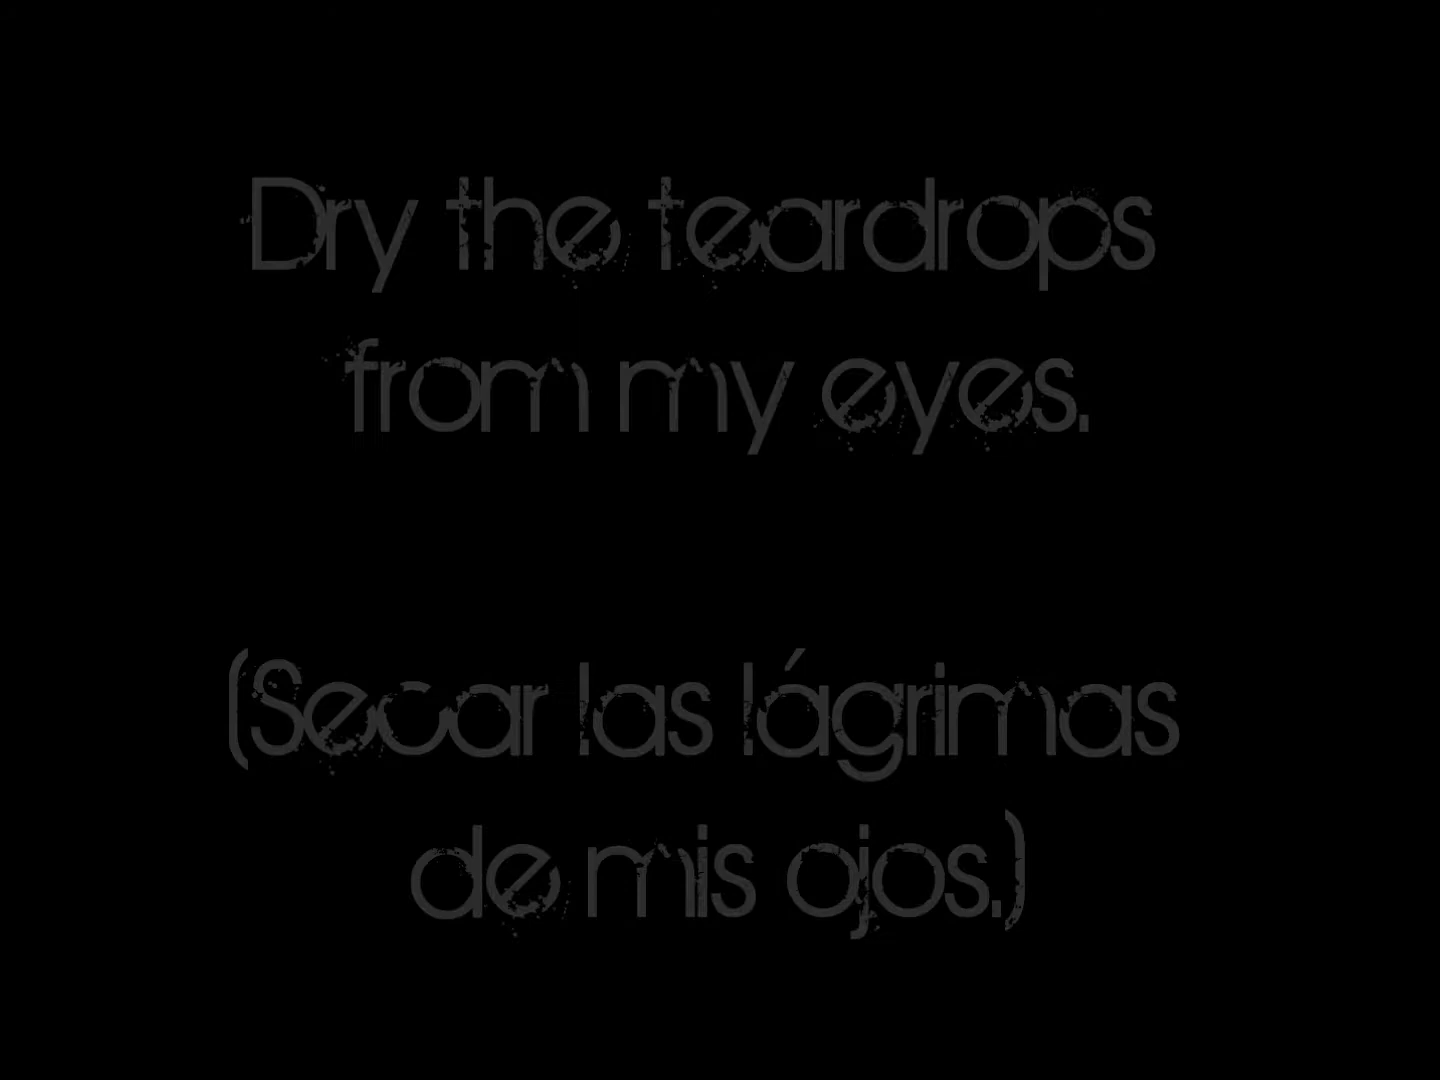 Dry the teardrops
from my eyes.
(Secar las lágrimas
de mis ojos.)